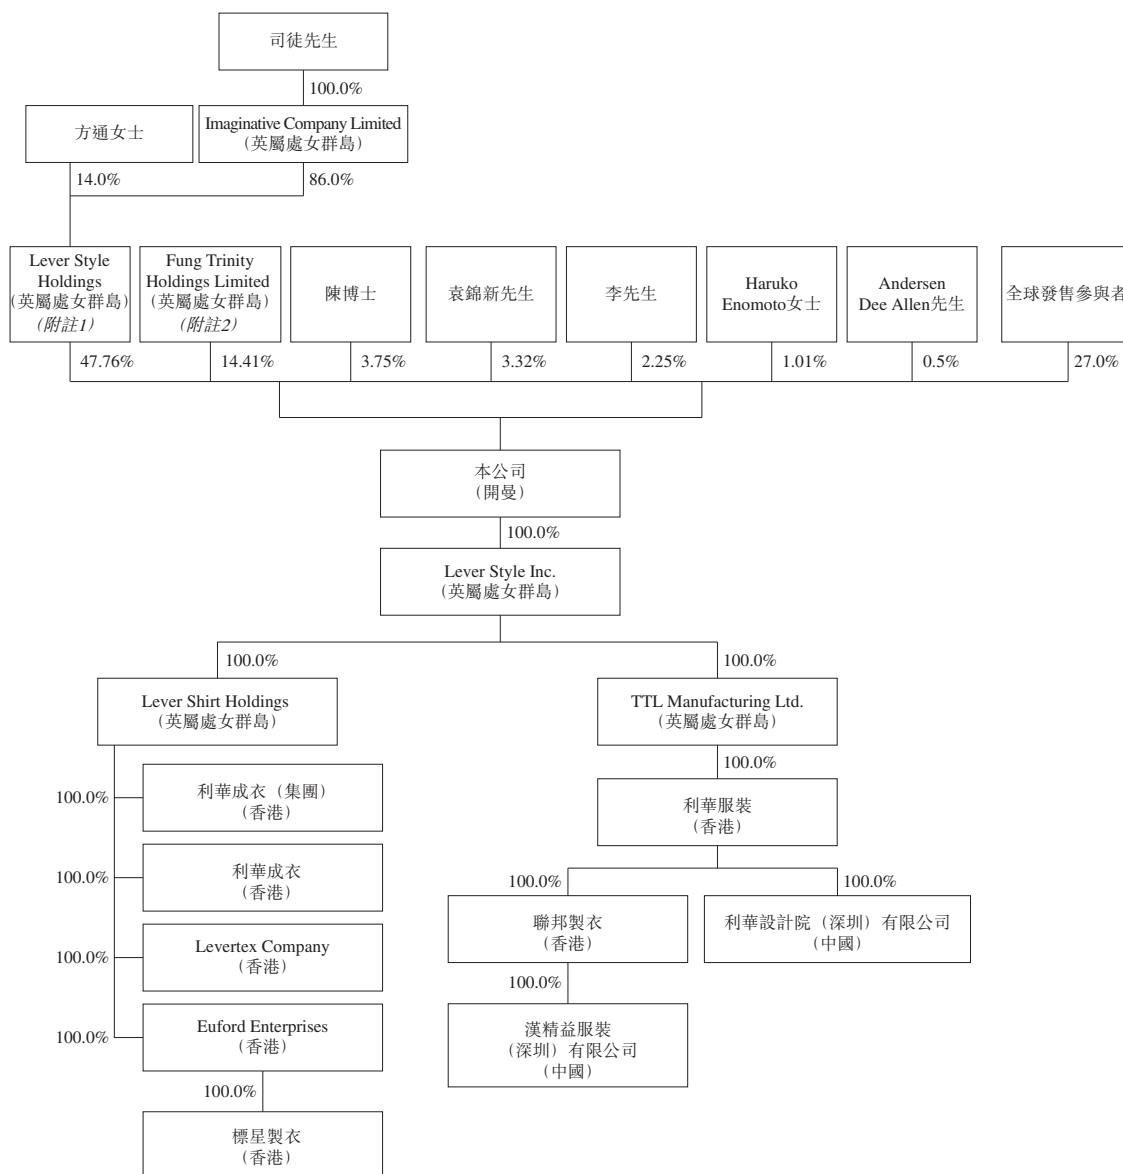 司徒先生
100.0%
方通女士
Imaginative Company Limited
(英屬處女群島)
14.0%
86.0%
Lever Style
Holdings
(英屬處女群島)
(附註1)
Fung Trinity
Holdings Limited
(英屬處女群島)
(附註2)
陳博士
袁錦新先生
李先生
Haruko
Enomoto女士
Andersen
Dee Allen先生
全球發售參與者
47.76%
14.41%
3.75%
3.32%
2.25%
1.01%
0.5%
27.0%
本公司
(開曼)
100.0%
Lever Style Inc.
(英屬處女群島)
100.0%
100.0%
Lever Shirt Holdings
(英屬處女群島)
TTL Manufacturing Ltd.
(英屬處女群島)
100.0%
100.0%
利華成衣(集團)
(香港)
利華服裝
(香港)
100.0%
利華成衣
(香港)
100.0%
100.0%
聯邦製衣
(香港)
利華設計院(深圳)有限公司
(中國)
100.0%
Levertex Company
(香港)
100.0%
100.0%
Euford Enterprises
(香港)
漢精益服裝
(深圳)有限公司
(中國)
100.0%
標星製衣
(香港)